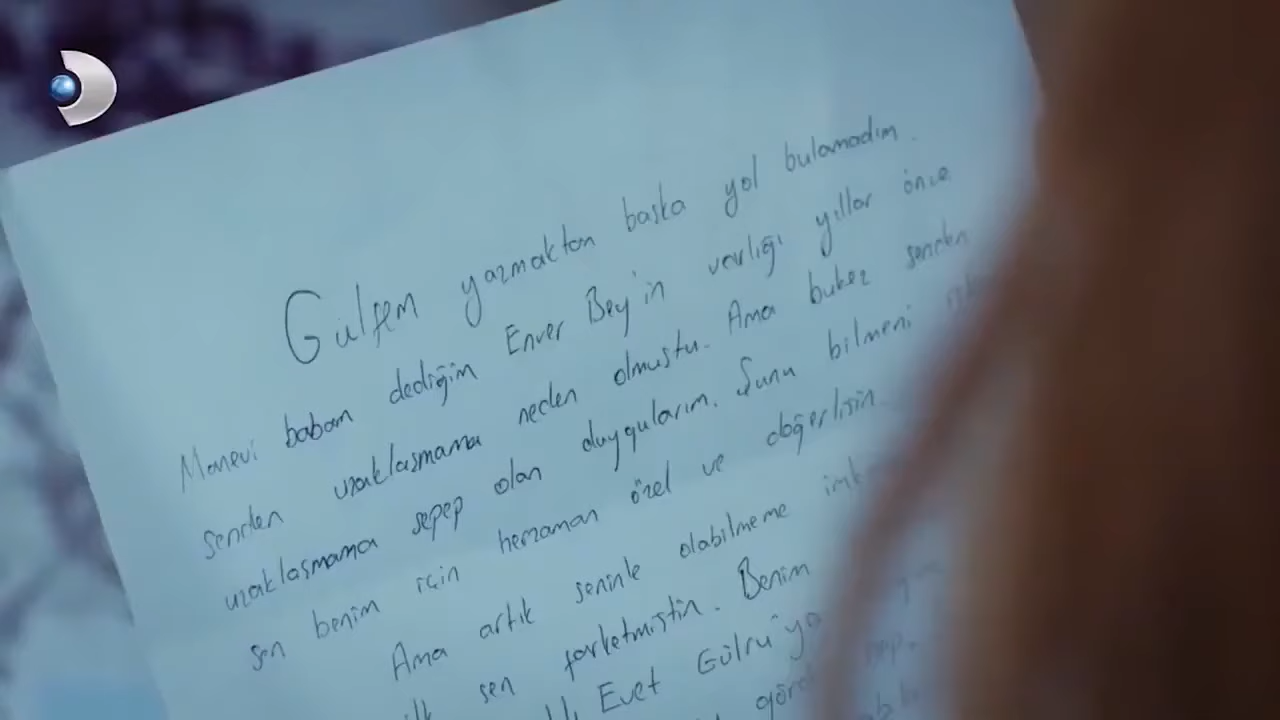 Gülfem yazmaktan başka yol bulamadım.
Manevi babam dediğim Enver Bey'in varlığı yıllar önce
senden uzaklaşmama neden olmuştu. Ama bukez senden
uzaklaşmama sepep olan duygularım. Şunu bilmeni
sen benim için herzaman özel ve değerlisin.
Ama artık seninle olabilmeme
sen farketmiştin. Benim
Evet Gülru'ya